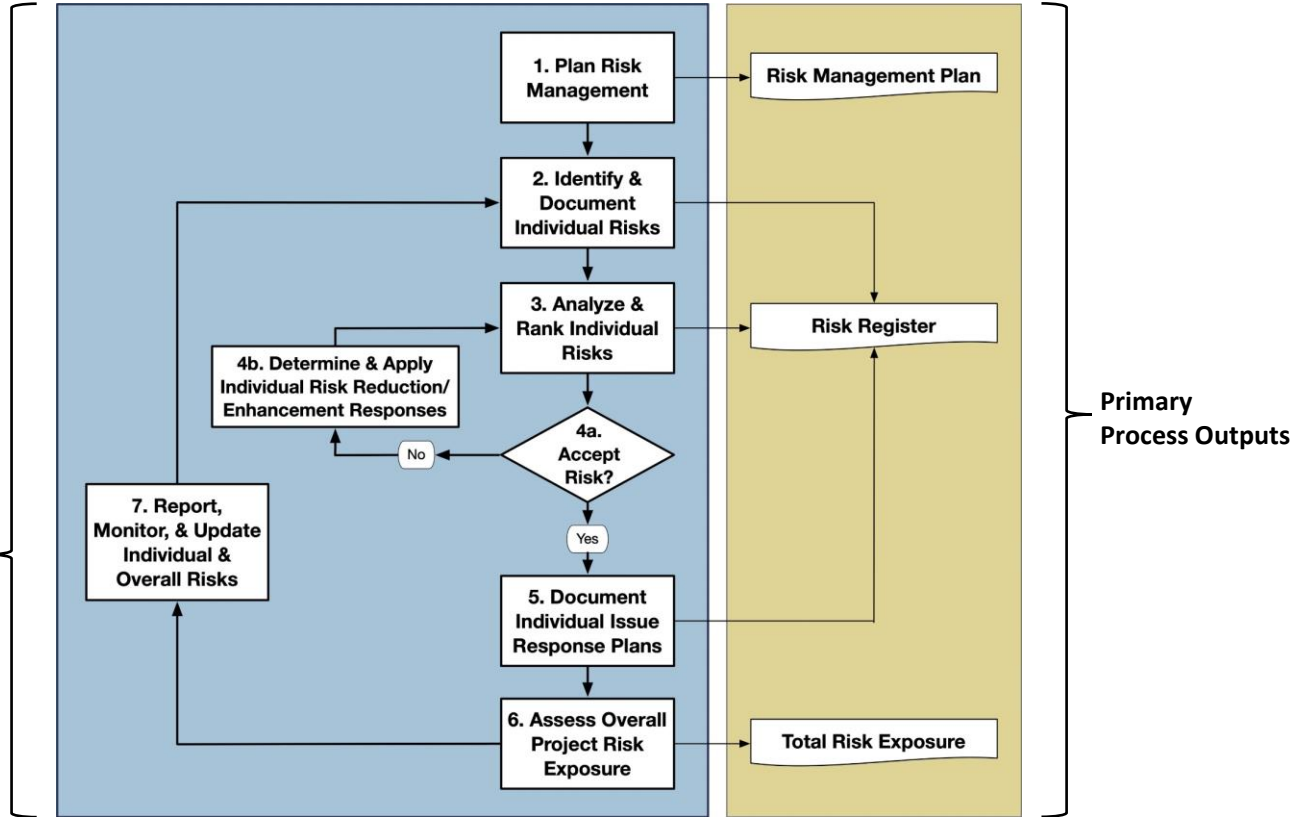 1. Plan Risk
Management
Risk Management Plan
2. Identify &
Document
Individual Risks
3. Analyze &
Rank Individual
Risks
Risk Register
4b. Determine & Apply
Individual Risk Reduction/
Enhancement Responses
4a.
Accept
Risk?
No
Yes
Primary
Process Outputs
7. Report,
Monitor, & Update
Individual &
Overall Risks
5. Document
Individual Issue
Response Plans
6. Assess Overall
Project Risk
Exposure
Total Risk Exposure